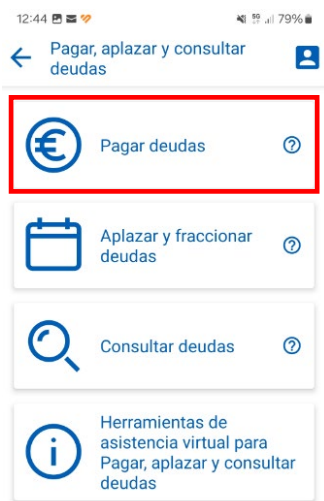 12:44 5G 79%
Pagar, aplazar y consultar
deudas
Pagar deudas
Aplazar y fraccionar
deudas
Consultar deudas
Herramientas de
asistencia virtual para
Pagar, aplazar y consultar
deudas